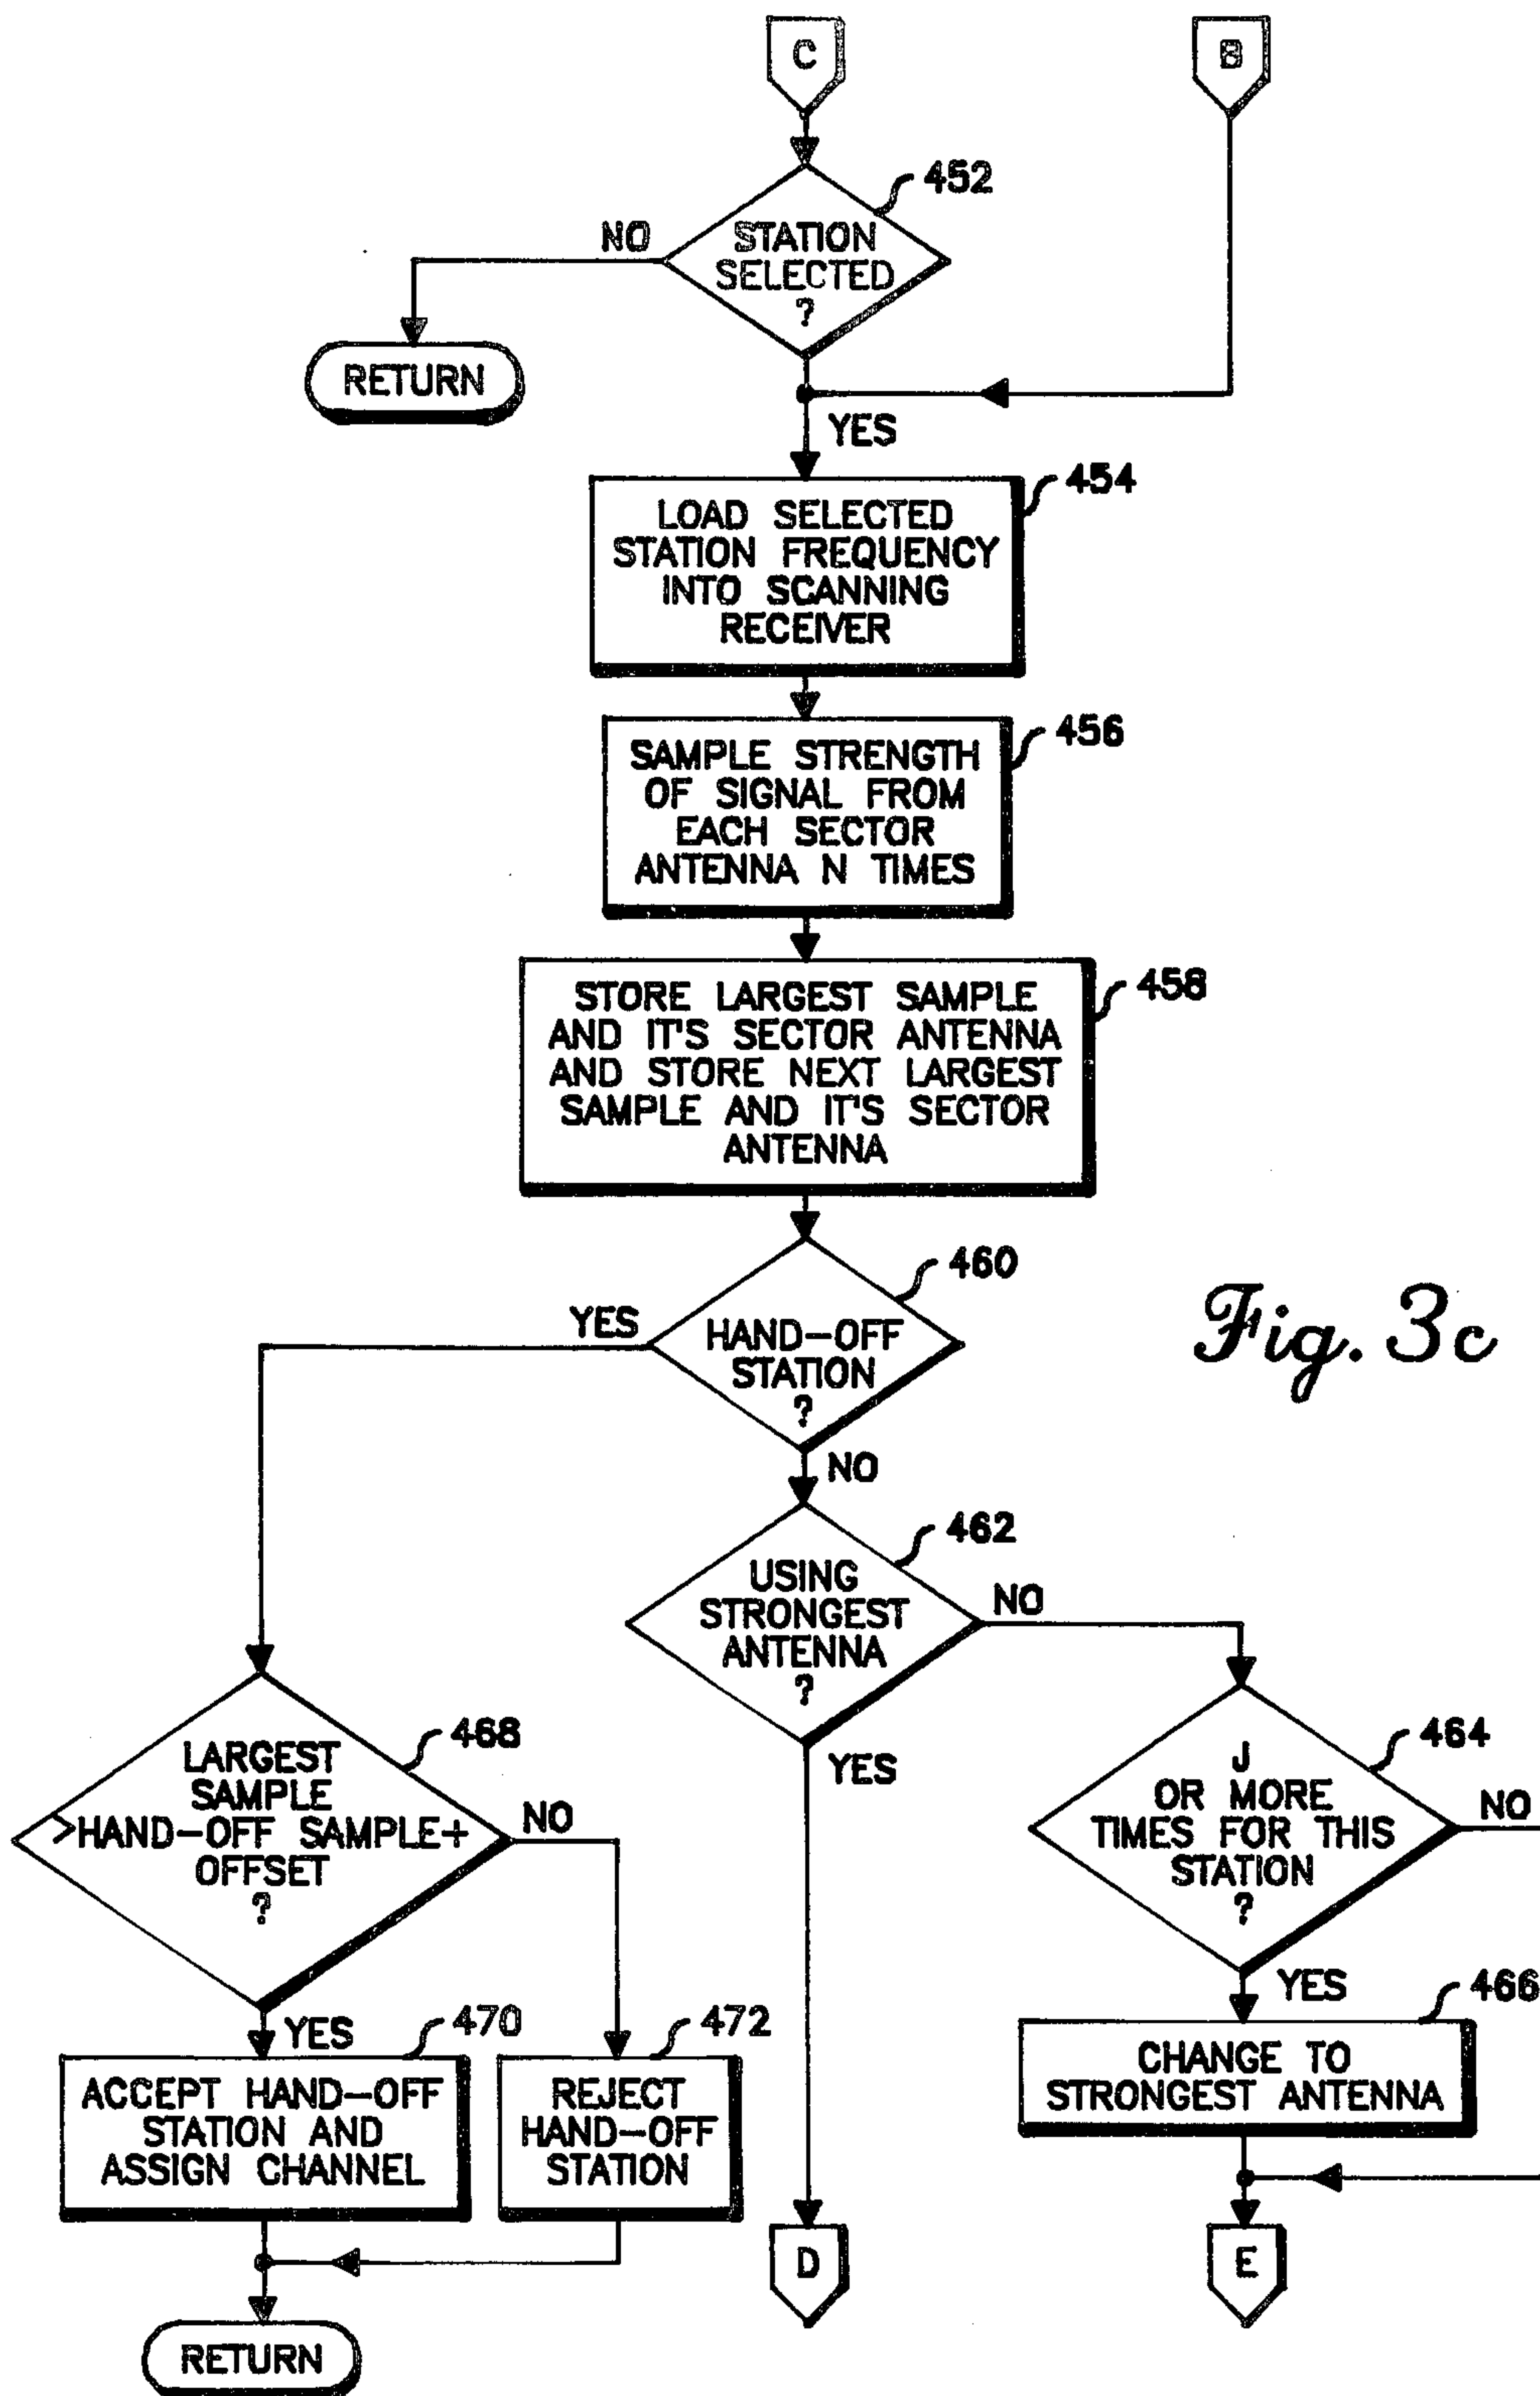 C
B
452
NO
STATION
SELECTED
?
RETURN
YES
454
LOAD SELECTED
STATION FREQUENCY
INTO SCANNING
RECEIVER
456
SAMPLE STRENGTH
OF SIGNAL FROM
EACH SECTOR
ANTENNA N TIMES
458
STORE LARGEST SAMPLE
AND IT'S SECTOR ANTENNA
AND STORE NEXT LARGEST
SAMPLE AND IT'S SECTOR
ANTENNA
460
YES
HAND-OFF
STATION
?
Fig. 3c
NO
462
USING
STRONGEST
ANTENNA
?
NO
YES
468
LARGEST
SAMPLE
>HAND-OFF SAMPLE+
OFFSET
?
NO
464
J
OR MORE
TIMES FOR THIS
STATION
?
NO
YES
470
ACCEPT HAND-OFF
STATION AND
ASSIGN CHANNEL
472
REJECT
HAND-OFF
STATION
YES
466
CHANGE TO
STRONGEST ANTENNA
D
E
RETURN